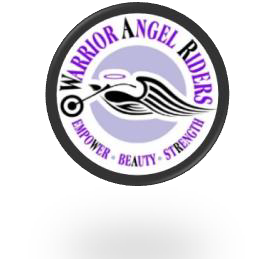 WARRIOR ANGEL RIDERS
EMPOWER • BEAUTY • STRENGTH